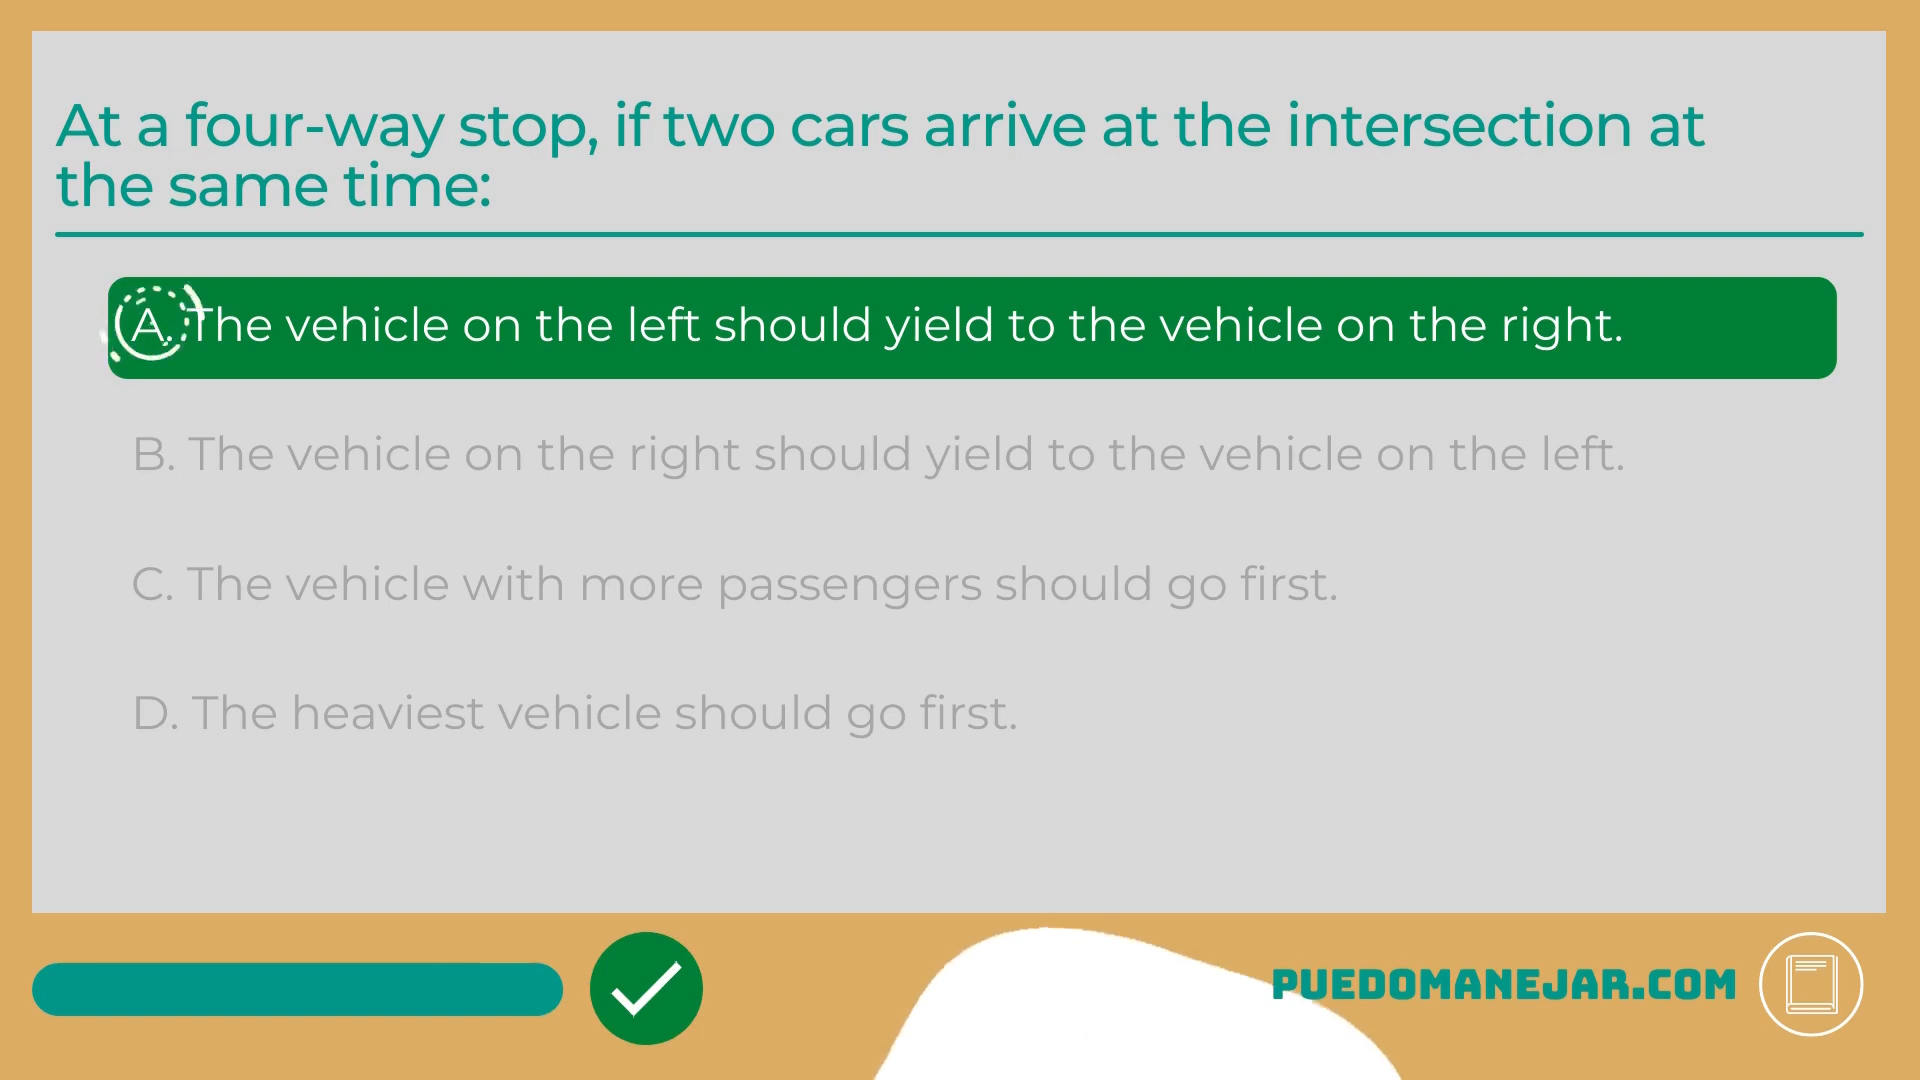 At a four-way stop, if two cars arrive at the intersection at
the same time:
A. The vehicle on the left should yield to the vehicle on the right.
B. The vehicle on the right should yield to the vehicle on the left.
C. The vehicle with more passengers should go first.
D. The heaviest vehicle should go first.
PUEDOMANEJAR.COM